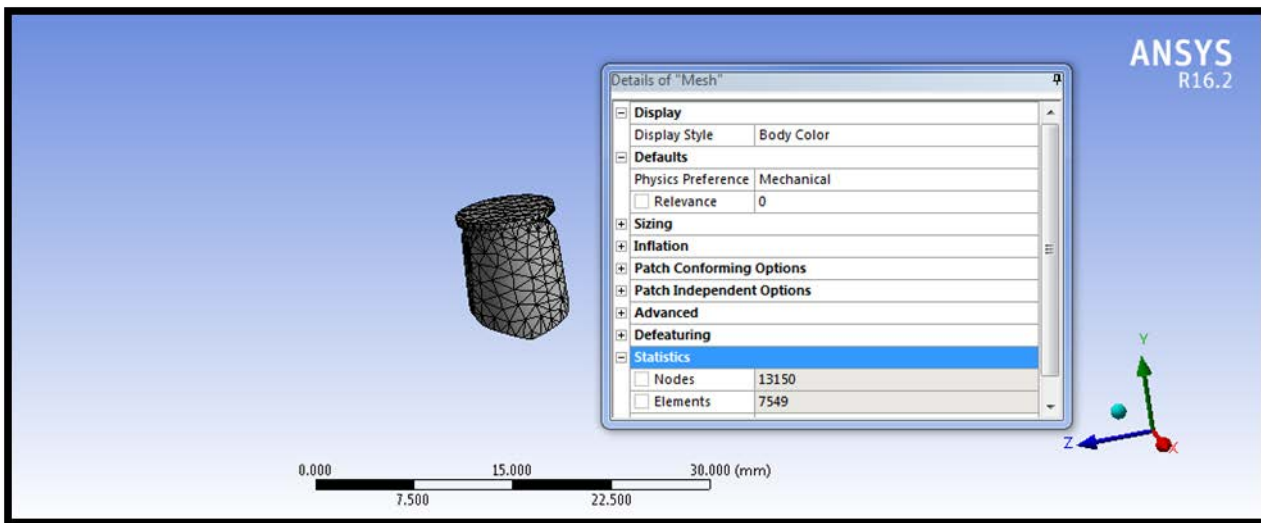 ANSYS
R16.2
Details of "Mesh"
Display
Display Style Body Color
Defaults
Physics Preference Mechanical
Relevance 0
Sizing
Inflation
Patch Conforming Options
Patch Independent Options
Advanced
Defeaturing
Statistics
Nodes 13150
Elements 7549
Y
Z X
0.000 15.000 30.000 (mm)
7.500 22.500